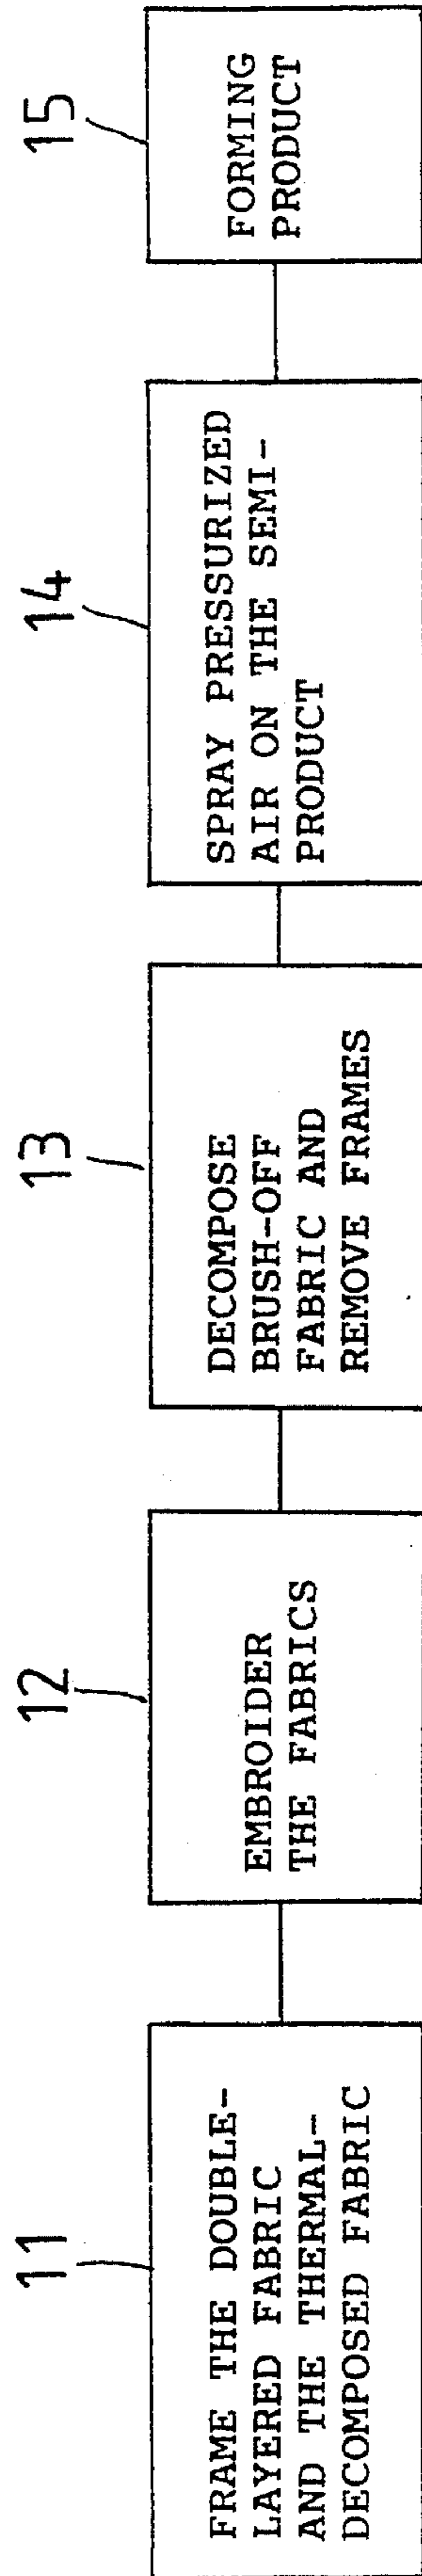 11
FRAME THE DOUBLE-
LAYERED FABRIC
AND THE THERMAL-
DECOMPOSED FABRIC
12
EMBROIDER
THE FABRICS
13
DECOMPOSE
BRUSH-OFF
FABRIC AND
REMOVE FRAMES
14
SPRAY PRESSURIZED
AIR ON THE SEMI-
PRODUCT
15
FORMING
PRODUCT